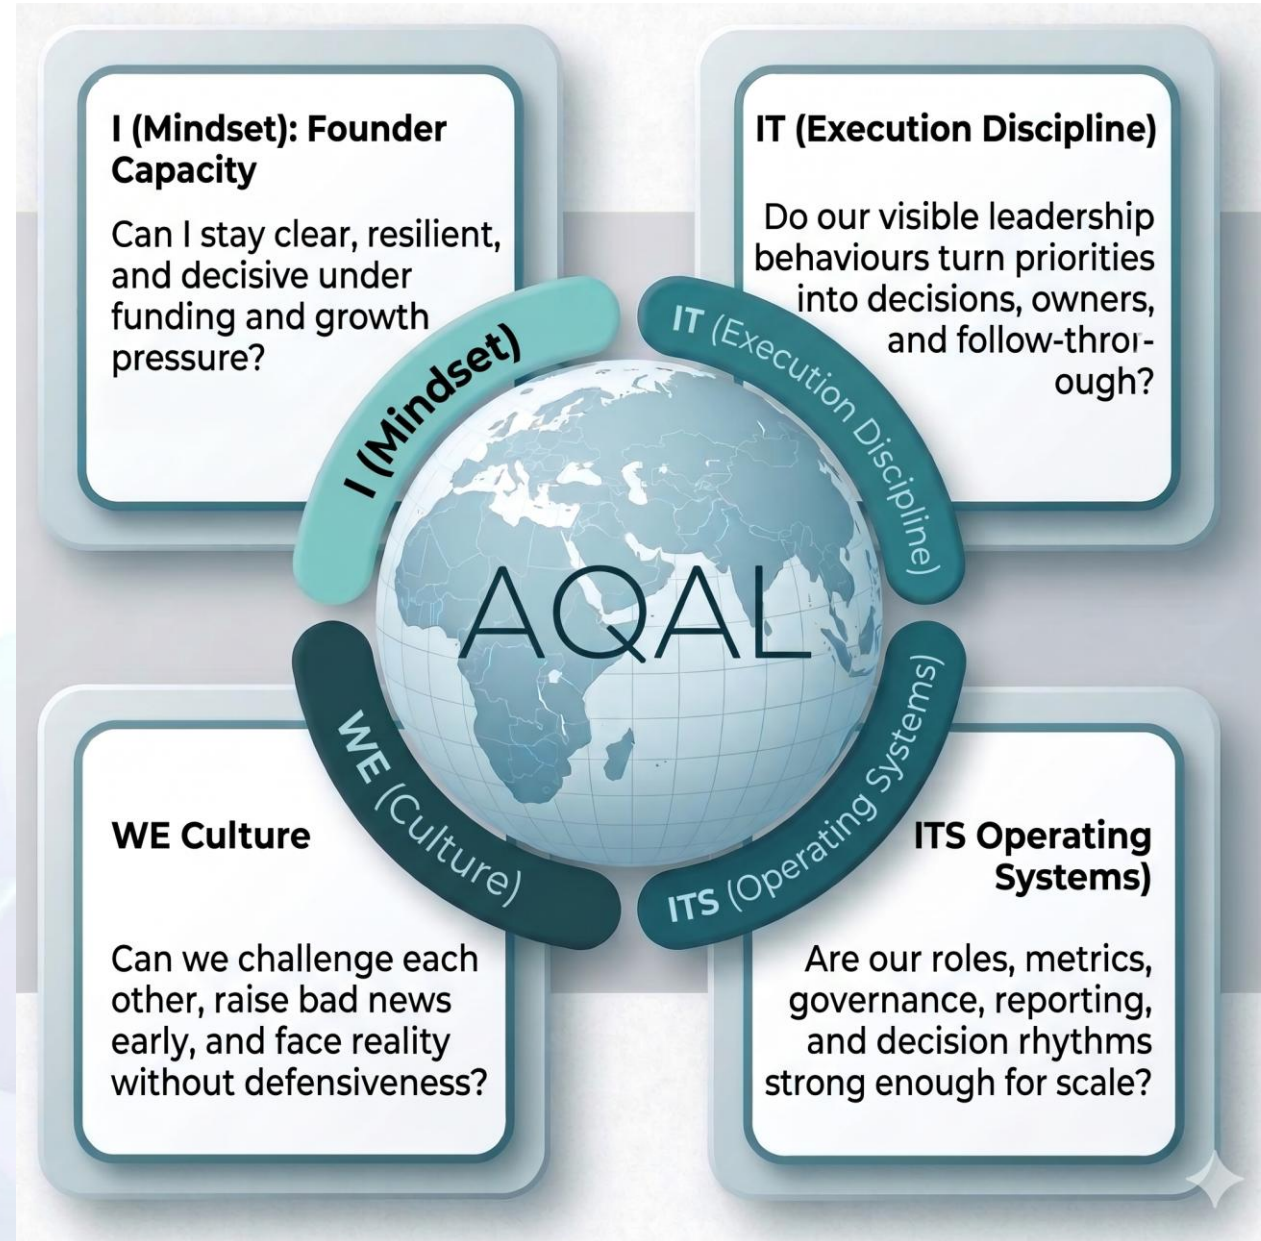 I (Mindset): Founder
Capacity
Can I stay clear, resilient,
and decisive under
funding and growth
pressure?
IT (Execution Discipline)
Do our visible leadership
behaviours turn priorities
into decisions, owners,
and follow-thror-
ough?
I (Mindset)
IT (Execution Discipline)
AQAL
WE (Culture)
ITS (Operating Systems)
WE Culture
Can we challenge each
other, raise bad news
early, and face reality
without defensiveness?
ITS Operating
Systems)
Are our roles, metrics,
governance, reporting,
and decision rhythms
strong enough for scale?